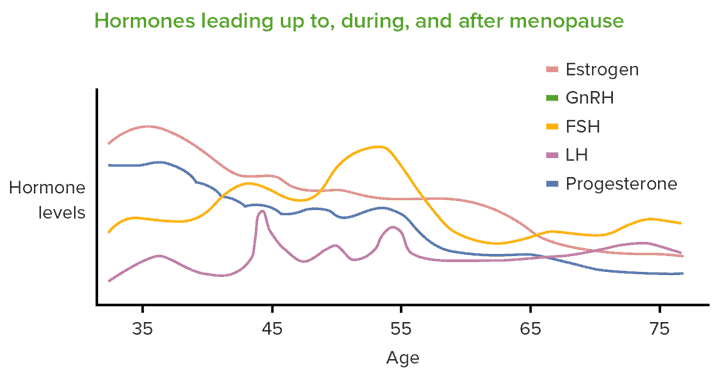 Hormones leading up to, during, and after menopause
Estrogen
GnRH
FSH
LH
Progesterone
Hormone
levels
35 45 55 65 75
Age